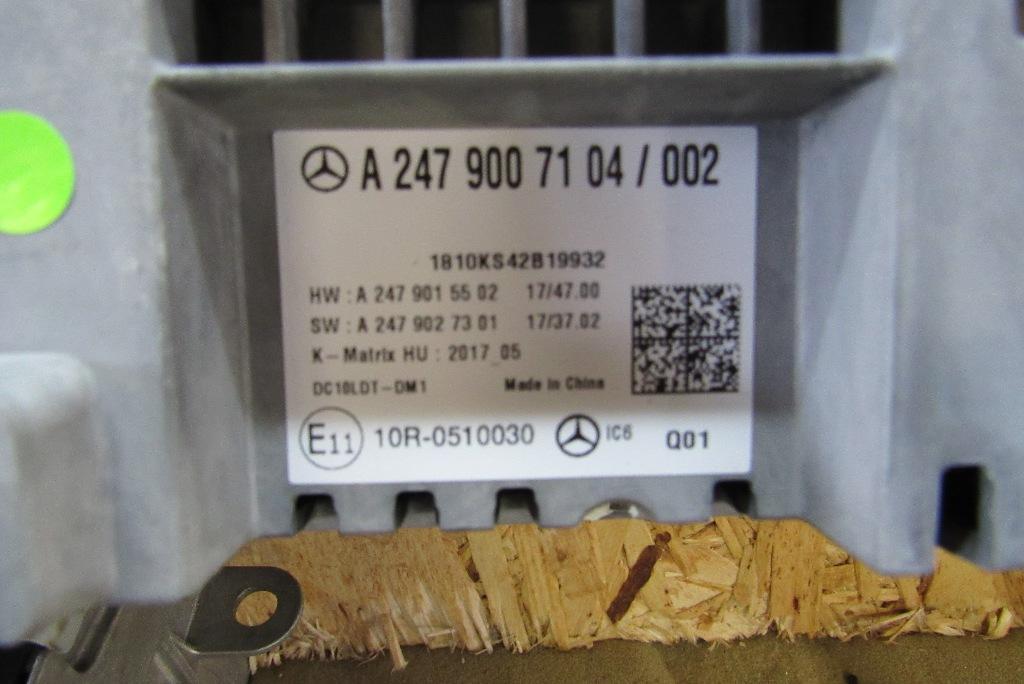 A 247 900 71 04 / 002
1810KS42B19932
HW : A 247 901 55 02 17/47.00
SW : A 247 902 73 01 17/37.02
K-Matrix HU : 2017_05
DC10LDT-DM1 Made in China
E11 10R-0510030 IC6 Q01